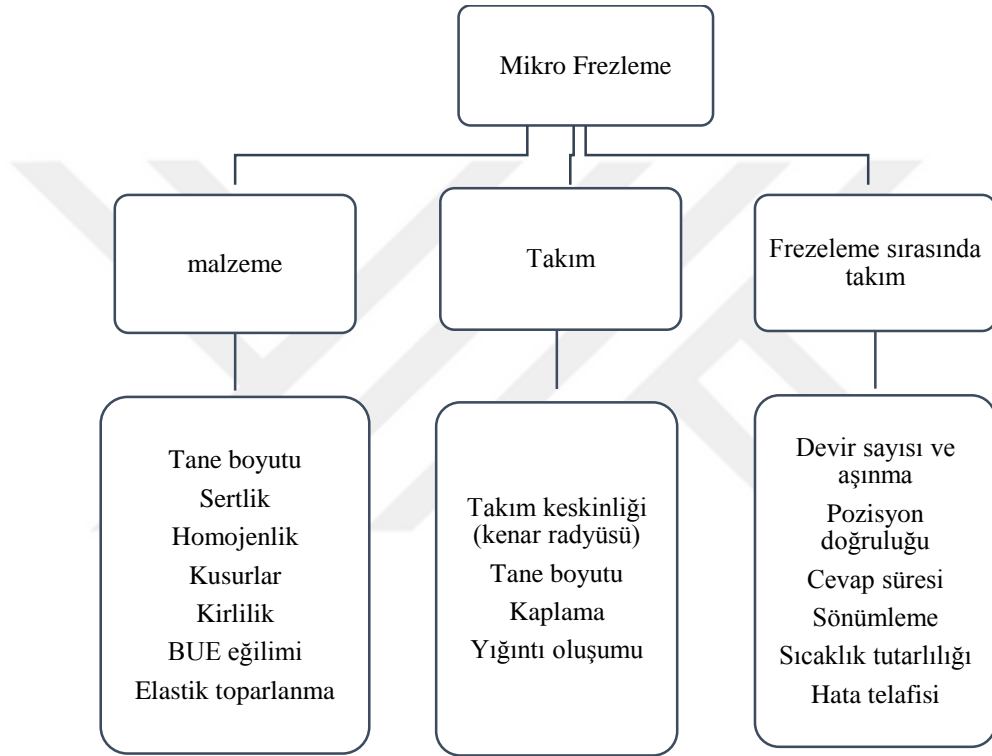 Mikro Frezleme
malzeme
Takım
Frezeleme sırasında
takım
Tane boyutu
Sertlik
Homojenlik
Kusurlar
Kirlilik
BUE eğilimi
Elastik toparlanma
Takım keskinliği
(kenar radyüsü)
Tane boyutu
Kaplama
Yığıntı oluşumu
Devir sayısı ve
aşınma
Pozisyon
doğruluğu
Cevap süresi
Sönümleme
Sıcaklık tutarlılığı
Hata telafisi